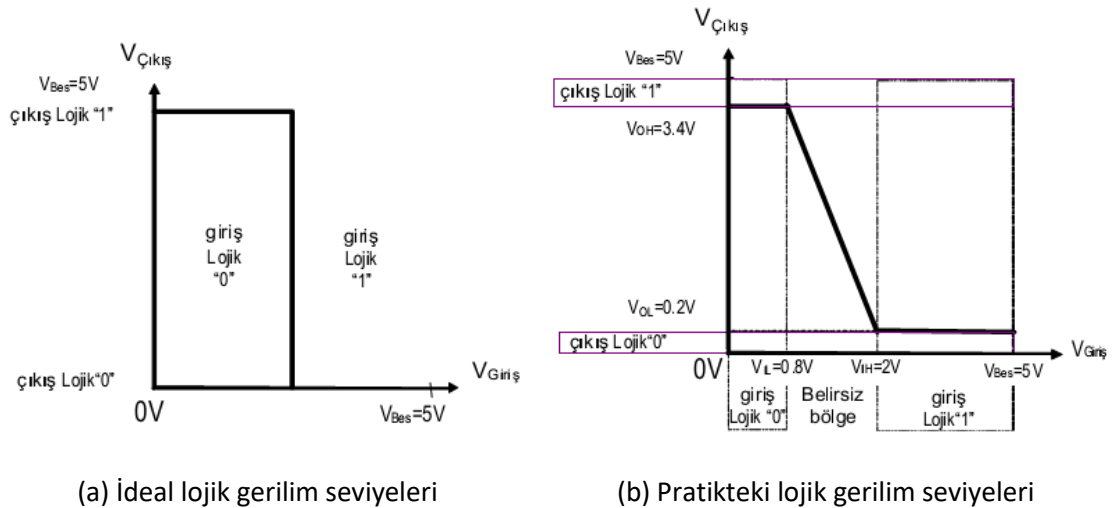 VÇıkış
VBes=5V
çıkış Lojik“1”
giriş
Lojik
“0”
giriş
Lojik
“1”
çıkış Lojik“0”
0V
VBes=5V
VGiriş
(a) İdeal lojik gerilim seviyeleri
VÇıkış
VBes=5V
çıkış Lojik “1”
VOH=3.4V
VOL=0.2V
çıkış Lojik“0”
0V
VIL=0.8V
VIH=2V
VBes=5V
VGiriş
giriş
Lojik “0”
Belirsiz
bölge
giriş
Lojik“1”
(b) Pratikteki lojik gerilim seviyeleri